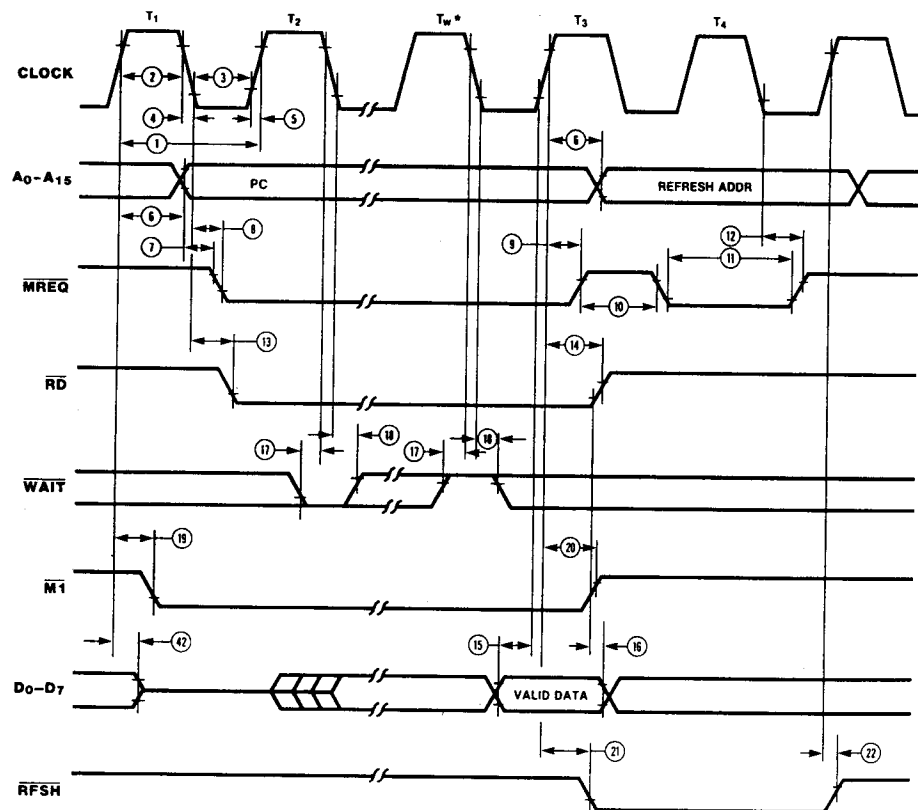 T1 T2 Tw* T3 T4
CLOCK
2 3
4 5
1 6
A0-A15 PC REFRESH ADDR
6 8 12
7 9 11
MREQ 10
13 14
RD
17 18 17 18
WAIT
19 20
M1
42 15 16
D0-D7 VALID DATA
21 22
RFSH